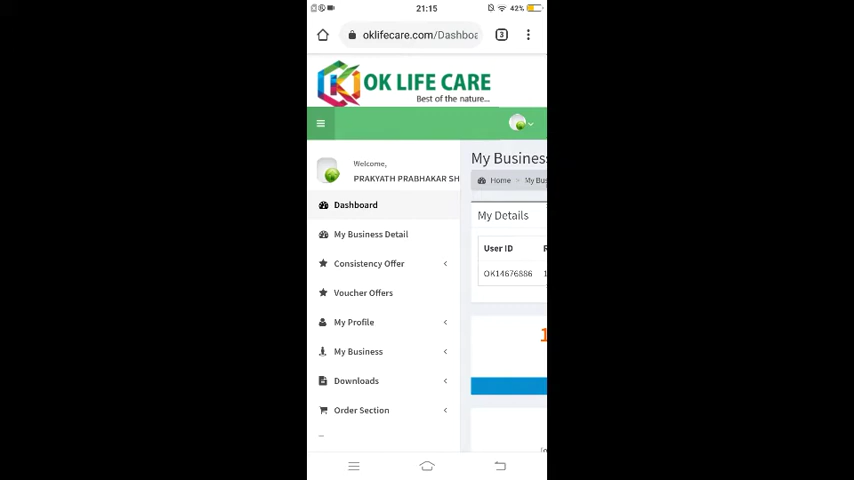 21:15
42%
oklifecare.com/Dashboa
3
OK LIFE CARE
Best of the nature...
Welcome,
PRAKYATH PRABHAKAR SH
Dashboard
My Business Detail
Consistency Offer
Voucher Offers
My Profile
My Business
Downloads
Order Section
My Business
Home
My Bus
My Details
User ID
OK14676886